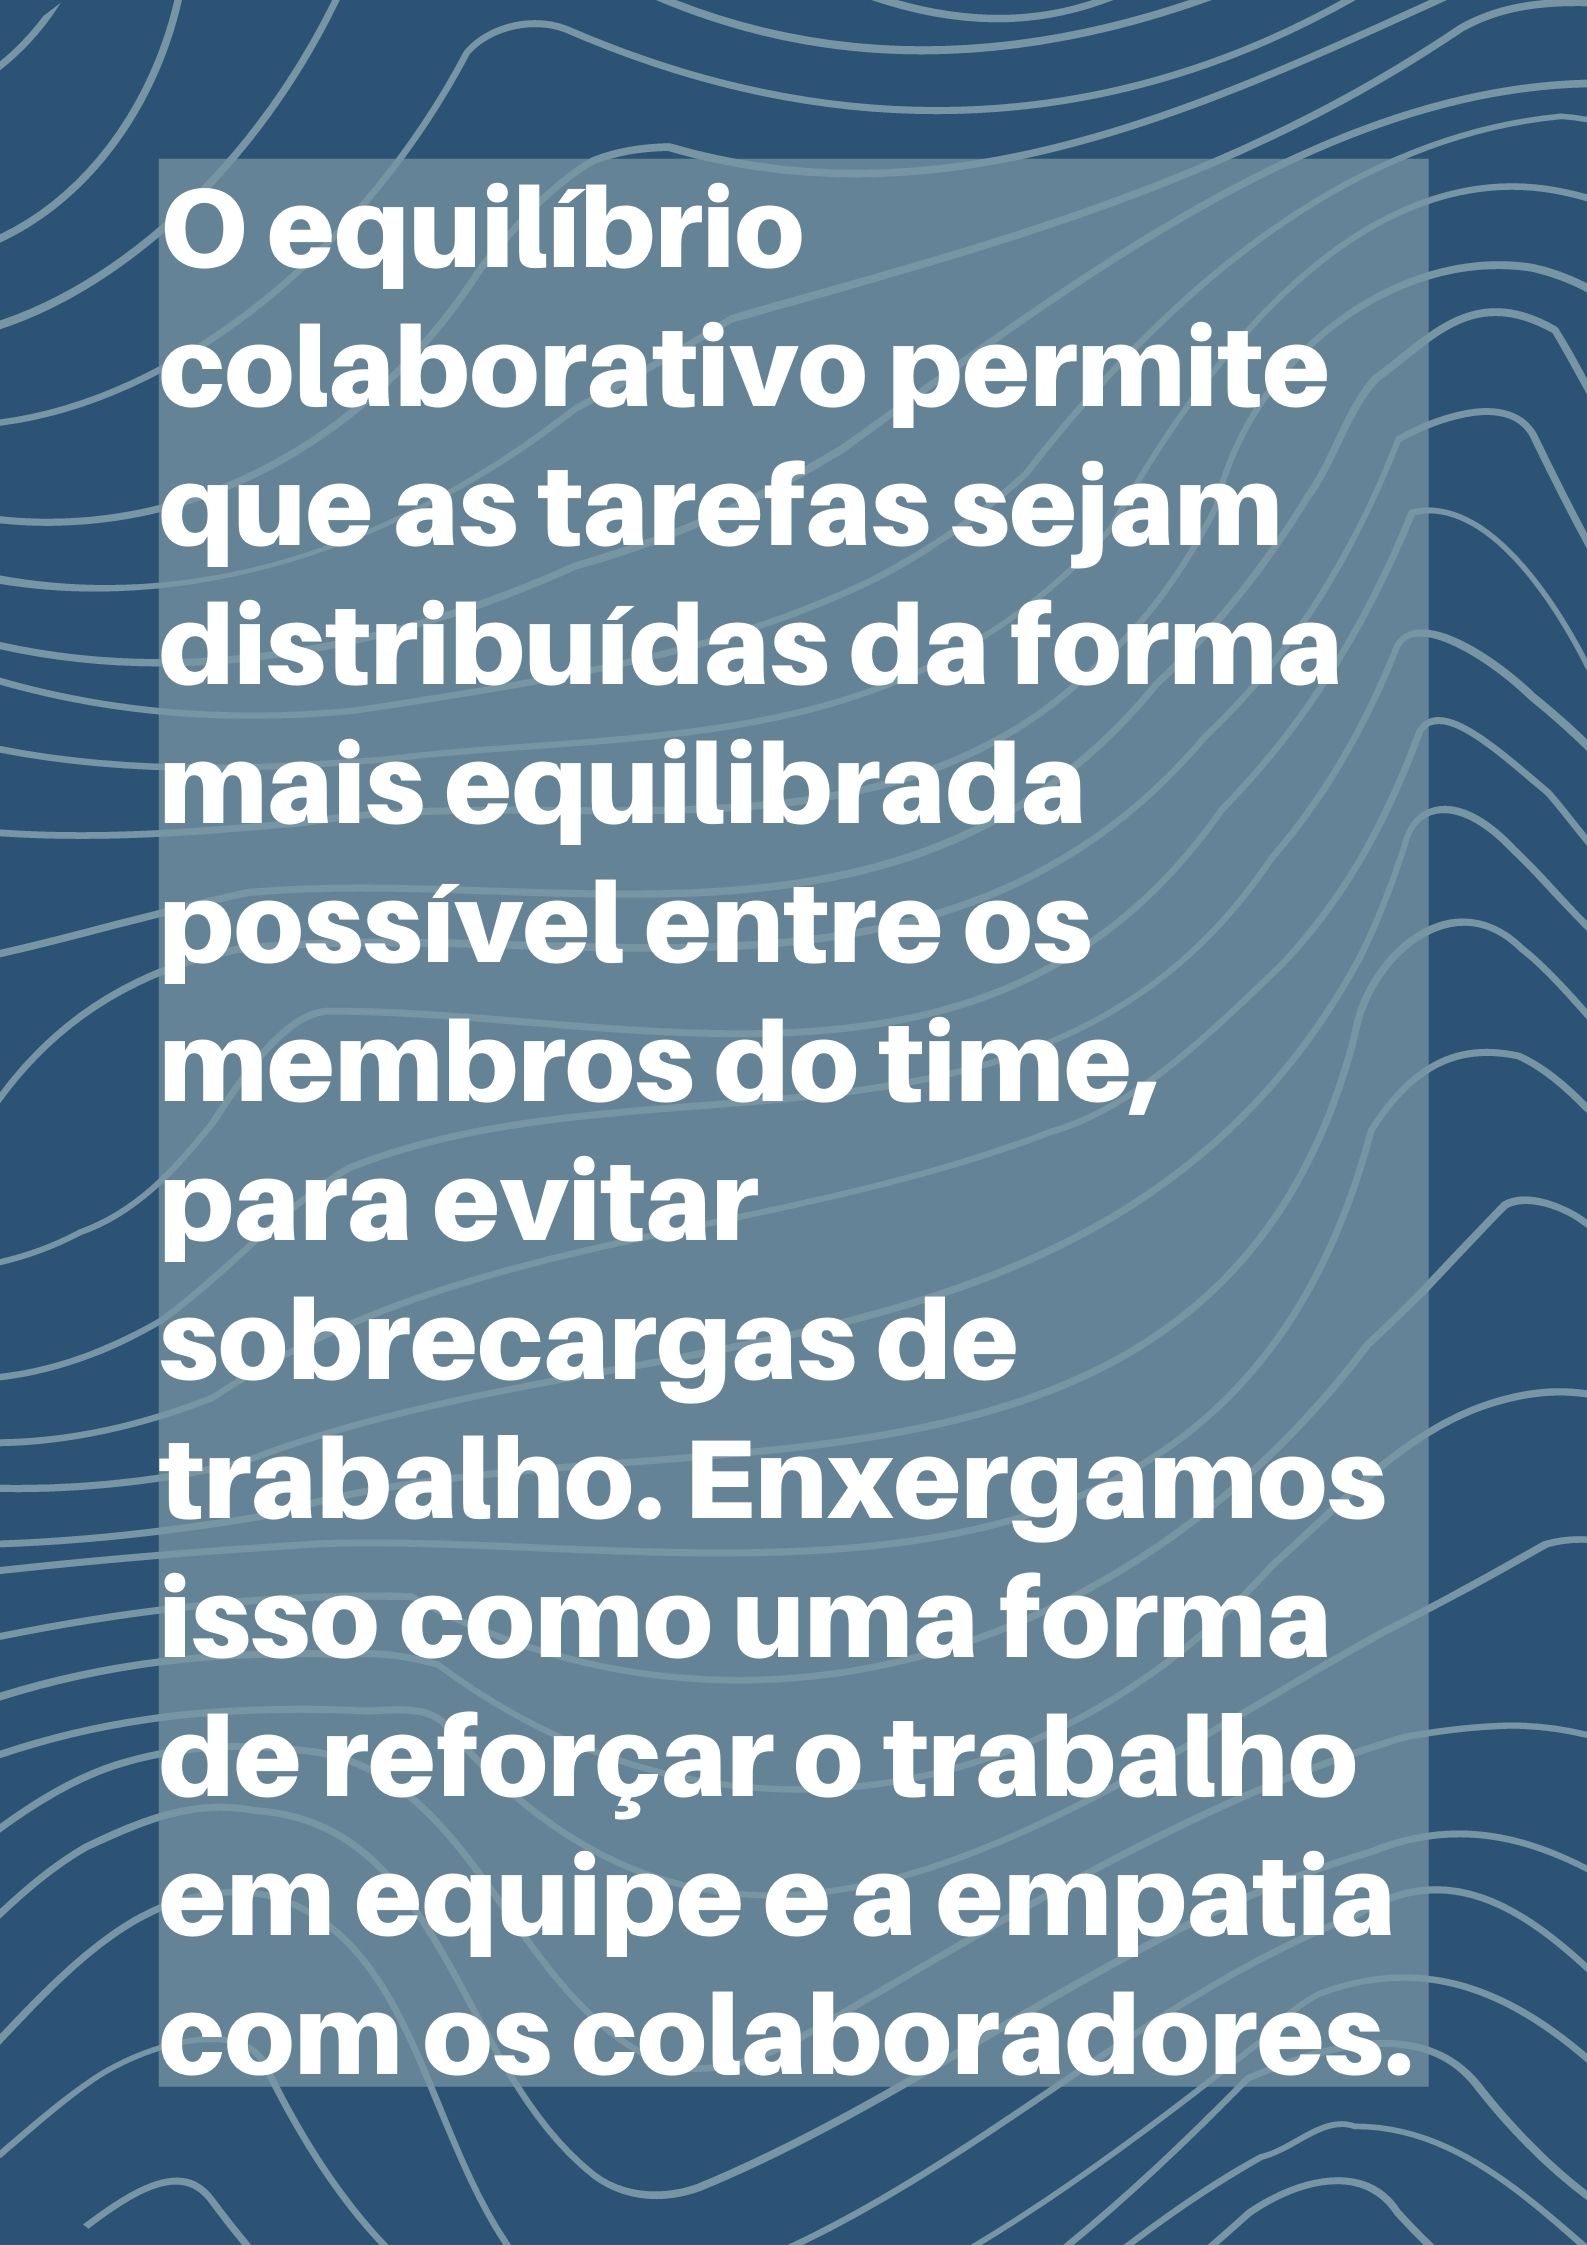 O equilíbrio
colaborativo permite
que as tarefas sejam
distribuídas da forma
mais equilibrada
possível entre os
membros do time,
para evitar
sobrecargas de
trabalho. Enxergamos
isso como uma forma
de reforçar o trabalho
em equipe e a empatia
com os colaboradores.